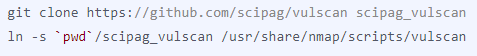 git clone https://github.com/scipag/vulscan scipag_vulscan
ln -s `pwd`/scipag_vulscan /usr/share/nmap/scripts/vulscan